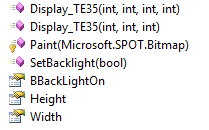 Display_TE35(int, int, int, int)
Display_TE35(int, int, int)
Paint(Microsoft.SPOT.Bitmap)
SetBacklight(bool)
BBackLightOn
Height
Width